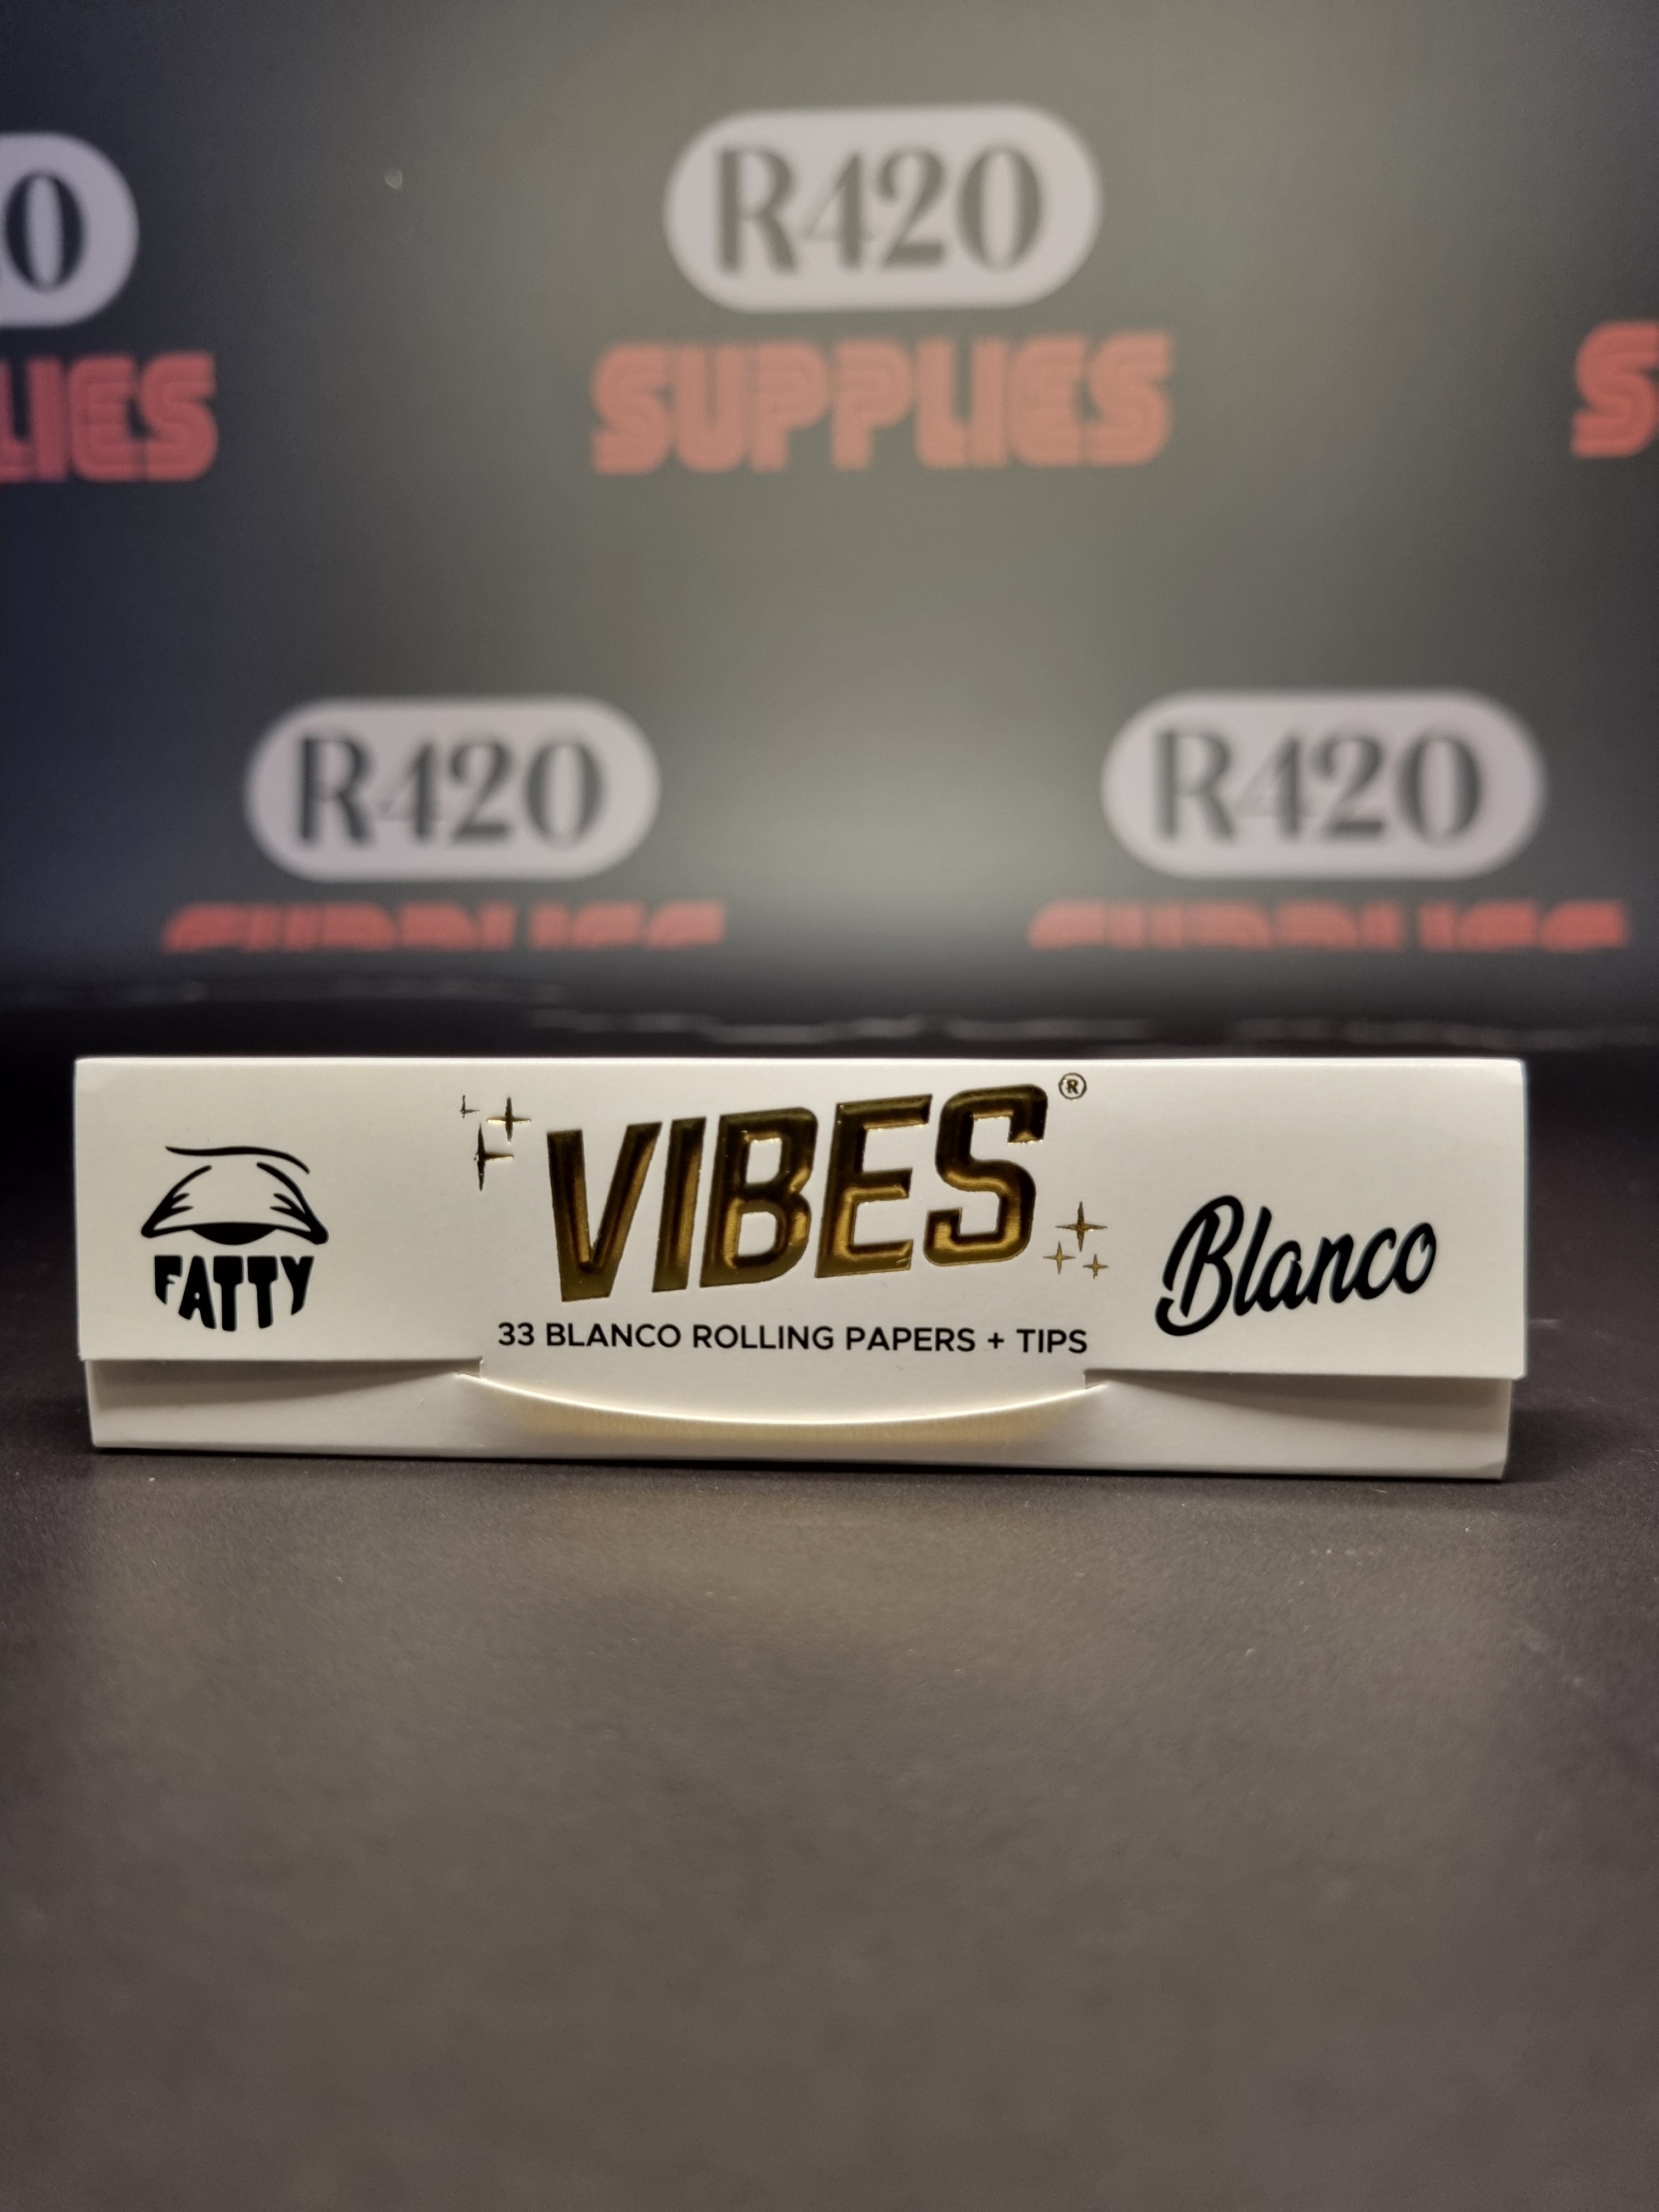 R420
SUPPLIES
R420
R420
VIBES®
FATTY
Blanco
33 BLANCO ROLLING PAPERS + TIPS